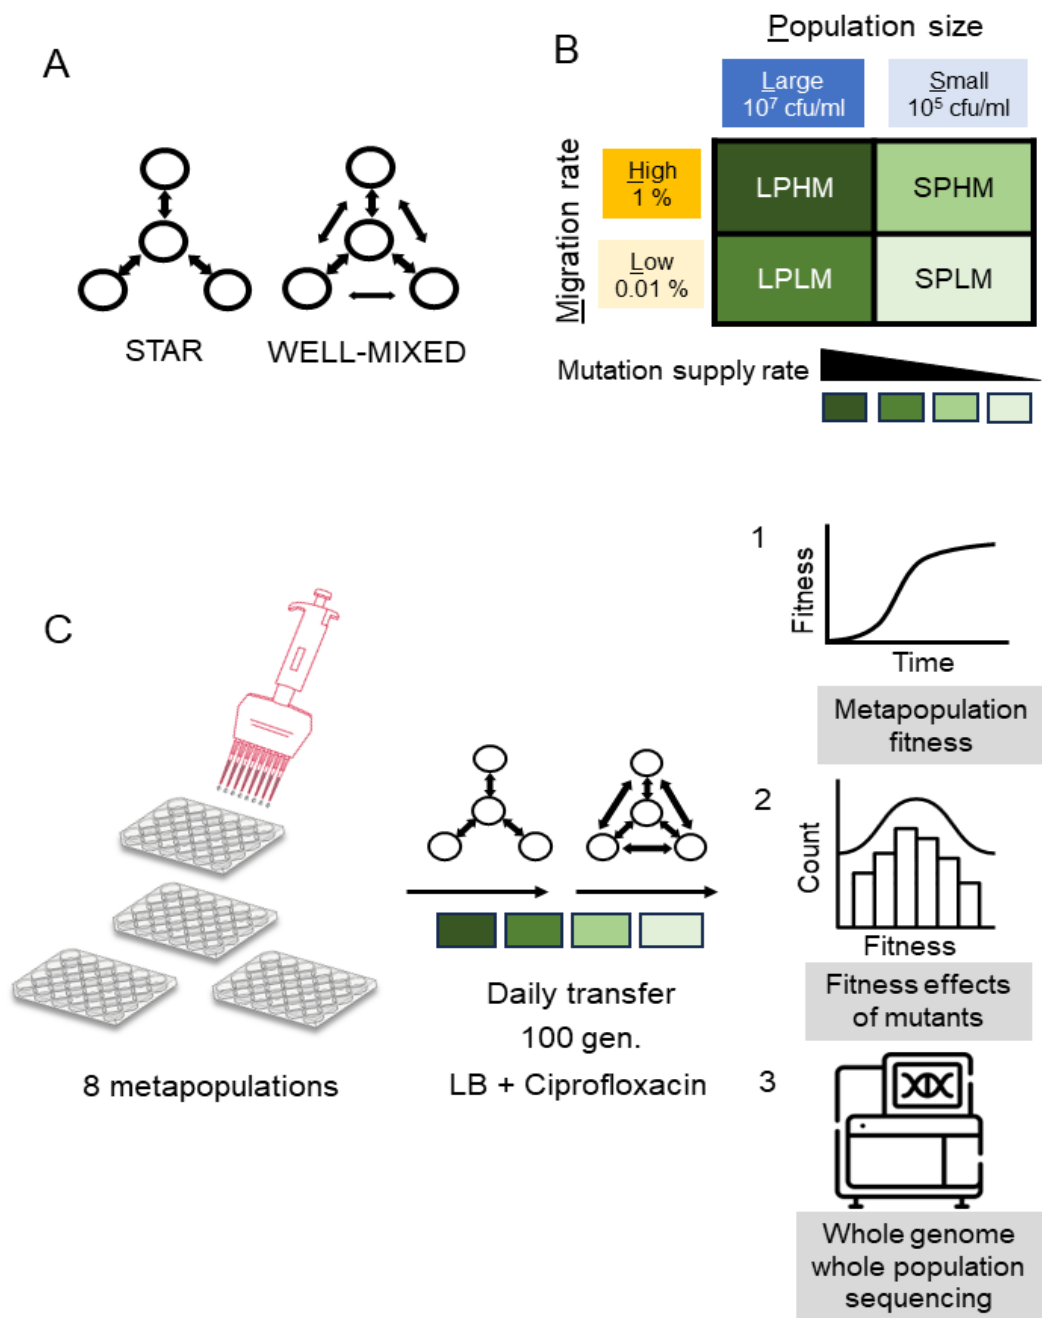 A
STAR
WELL-MIXED
B
Population size
Large
10⁷ cfu/ml
Small
10⁵ cfu/ml
Migration rate
High
1 %
Low
0.01 %
LPHM
SPHM
LPLM
SPLM
Mutation supply rate
C
8 metapopulations
Daily transfer
100 gen.
LB + Ciprofloxacin
1
Fitness
Time
Metapopulation
fitness
2
Count
Fitness
Fitness effects
of mutants
3
Whole genome
whole population
sequencing